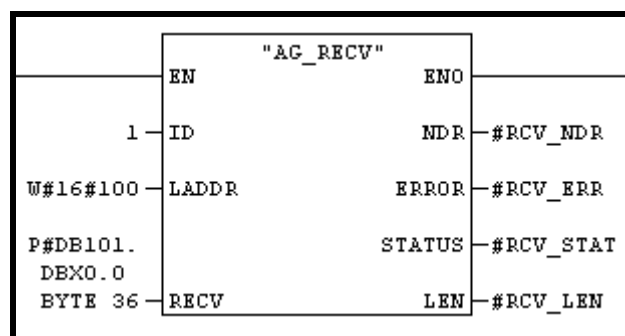 "AG_RECV"
EN ENO
1 ID NDR #RCV_NDR
W#16#100 LADDR ERROR #RCV_ERR
P#DB101. STATUS #RCV_STAT
DBX0.0
BYTE 36 RECV LEN #RCV_LEN